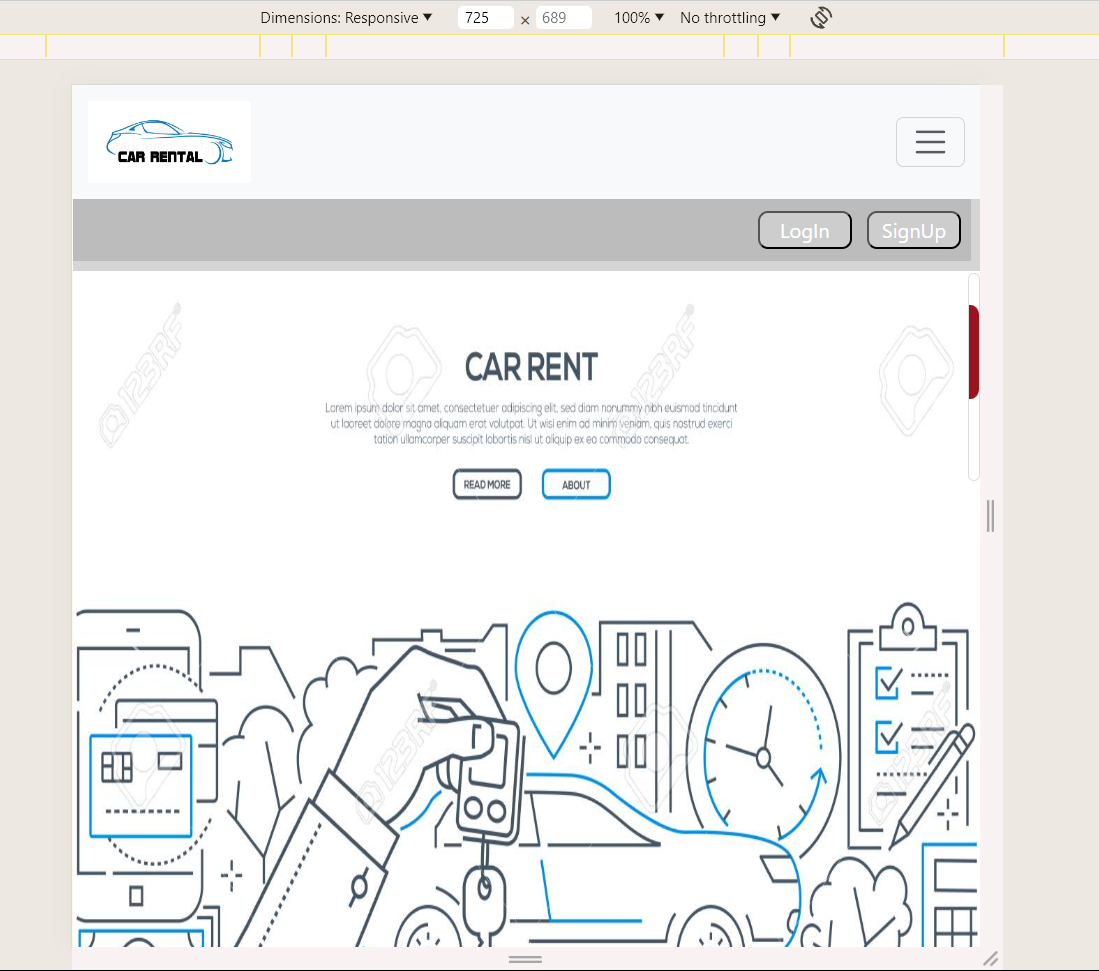 Dimensions: Responsive ▼ 725 × 689 100% ▼ No throttling ▼
CAR RENTAL
LogIn SignUp
CAR RENT
Lorem ipsum dolor sit amet, consectetuer adipiscing elit, sed diam nonummy nibh euismod tincidunt
ut laoreet dolore magna aliquam erat volutpat. Ut wisi enim ad minim veniam, quis nostrud exerci
tation ullamcorper suscipit lobortis nisl ut aliquip ex ea commodo consequat.
READ MORE ABOUT
123RF
123RF
123RF
123RF